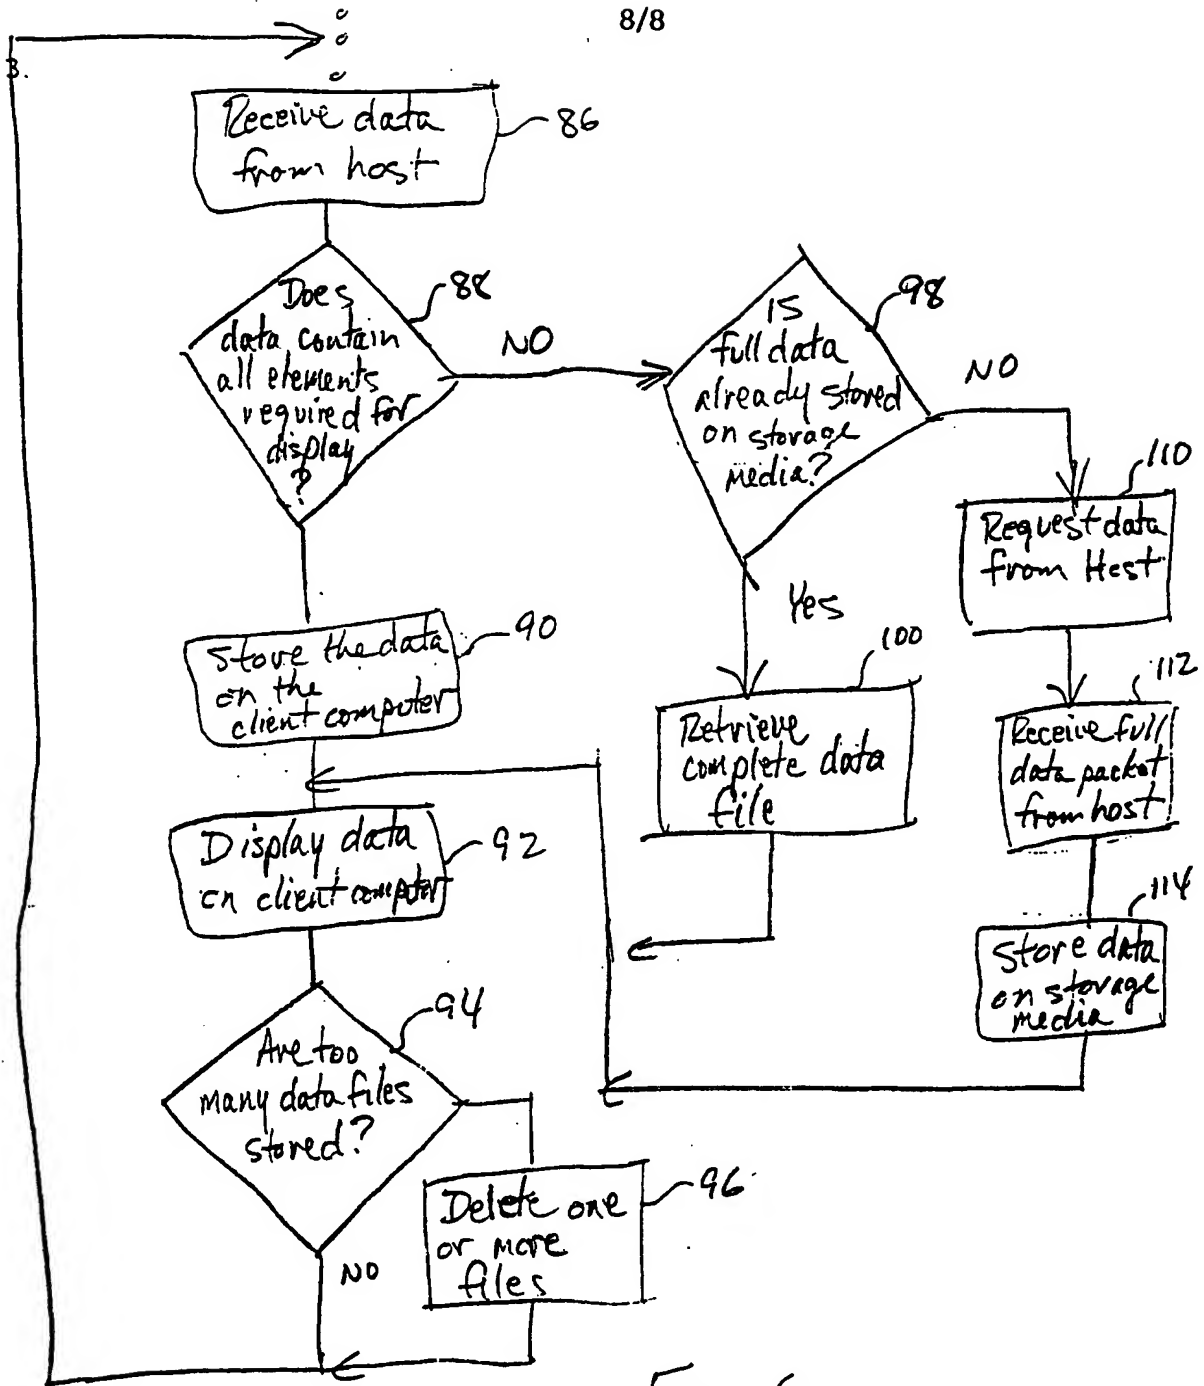 8/8
3.
Receive data
from host
86
Does
data contain
all elements
required for
display
?
88
NO
Is
full data
already stored
on storage
media?
98
NO
Yes
Request data
from Host
110
Store the data
on the
client computer
90
Retrieve
complete data
file
100
Receive full
data packet
from host
112
Display data
on client computer
92
Store data
on storage
media
114
Are too
many data files
stored?
94
NO
Delete one
or more
files
96